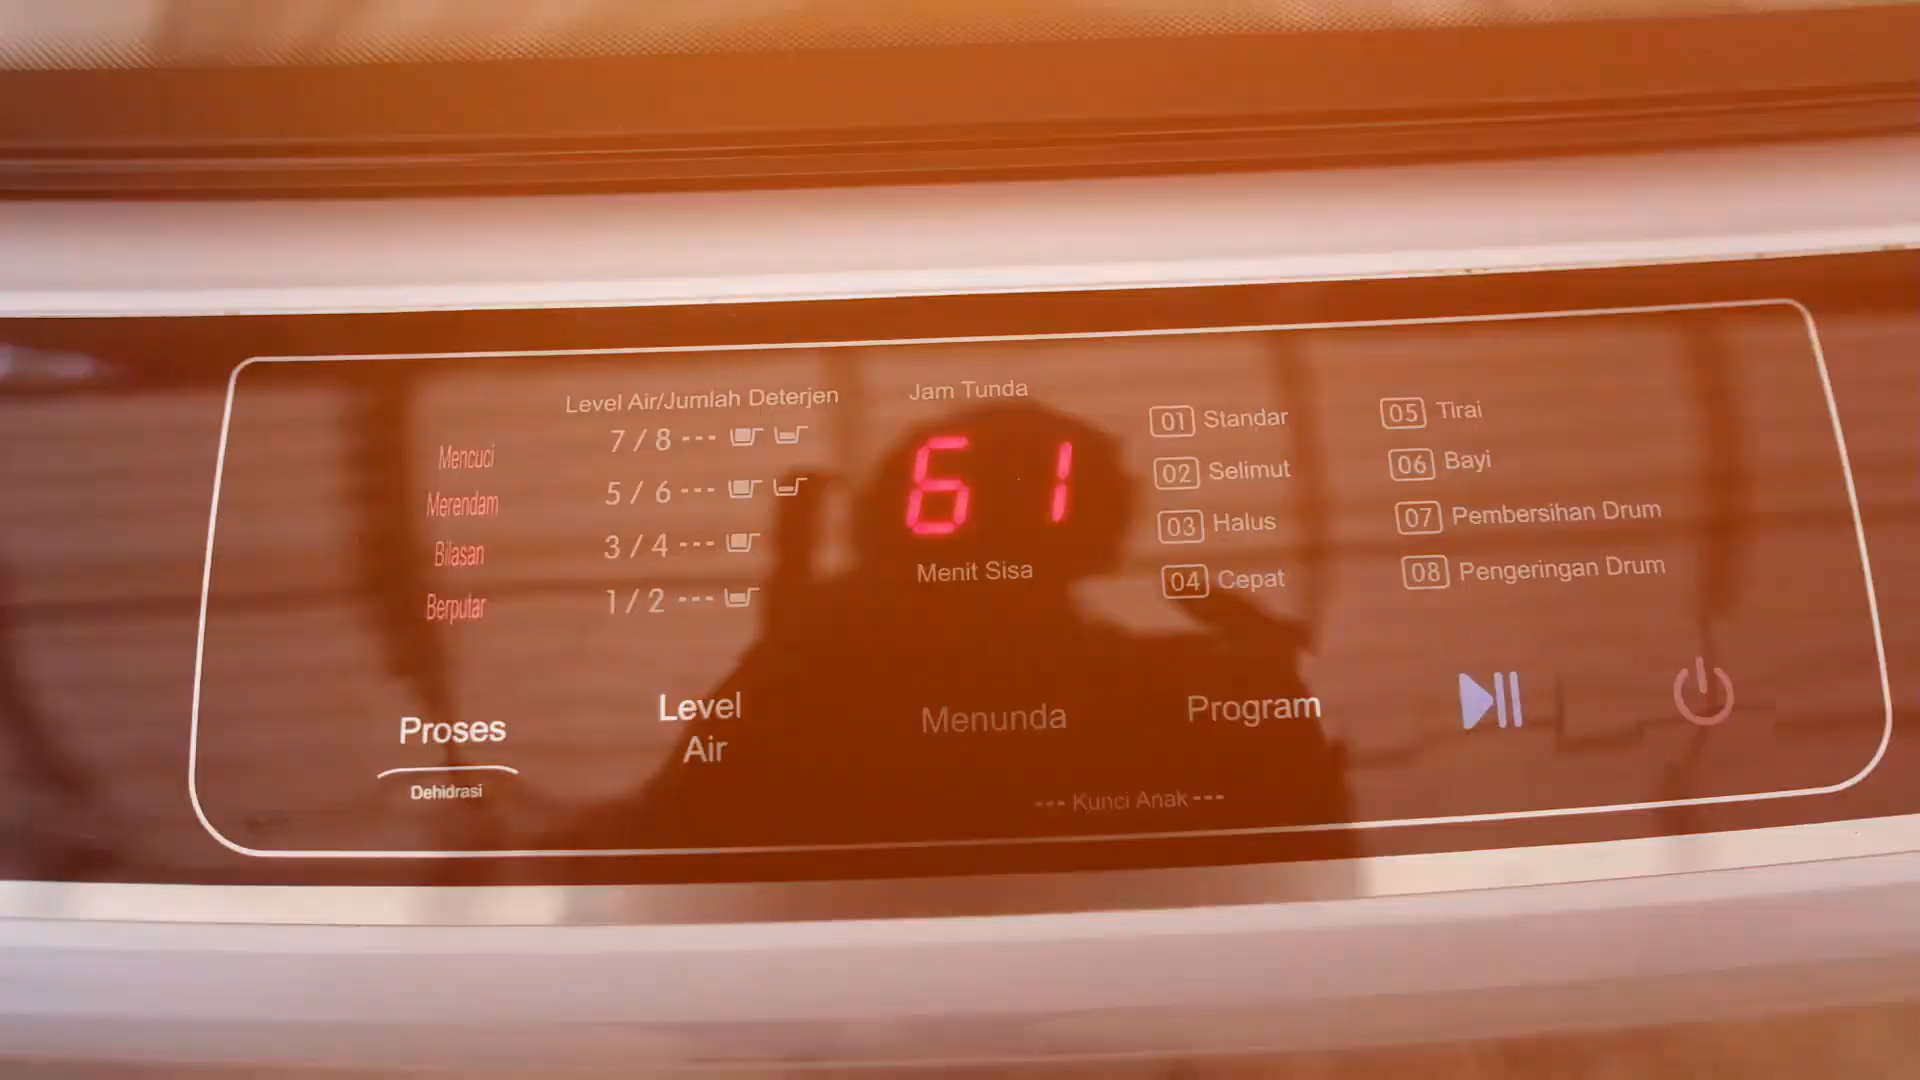 Level Air/Jumlah Deterjen
Mencuci
Merendam
Bilasan
Berputar
7 / 8 ---
5 / 6 ---
3 / 4 ---
1 / 2 ---
Jam Tunda
61
Menit Sisa
01 Standar
02 Selimut
03 Halus
04 Cepat
05 Tirai
06 Bayi
07 Pembersihan Drum
08 Pengeringan Drum
Proses
Dehidrasi
Level
Air
Menunda
Program
--- Kunci Anak ---